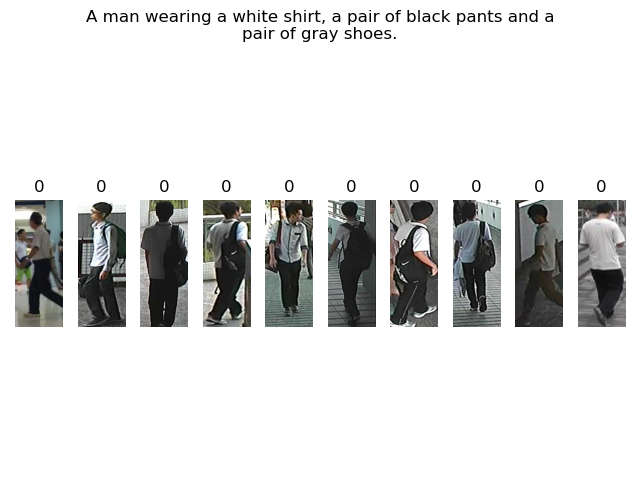 A man wearing a white shirt, a pair of black pants and a
pair of gray shoes.
0 0 0 0 0 0 0 0 0 0